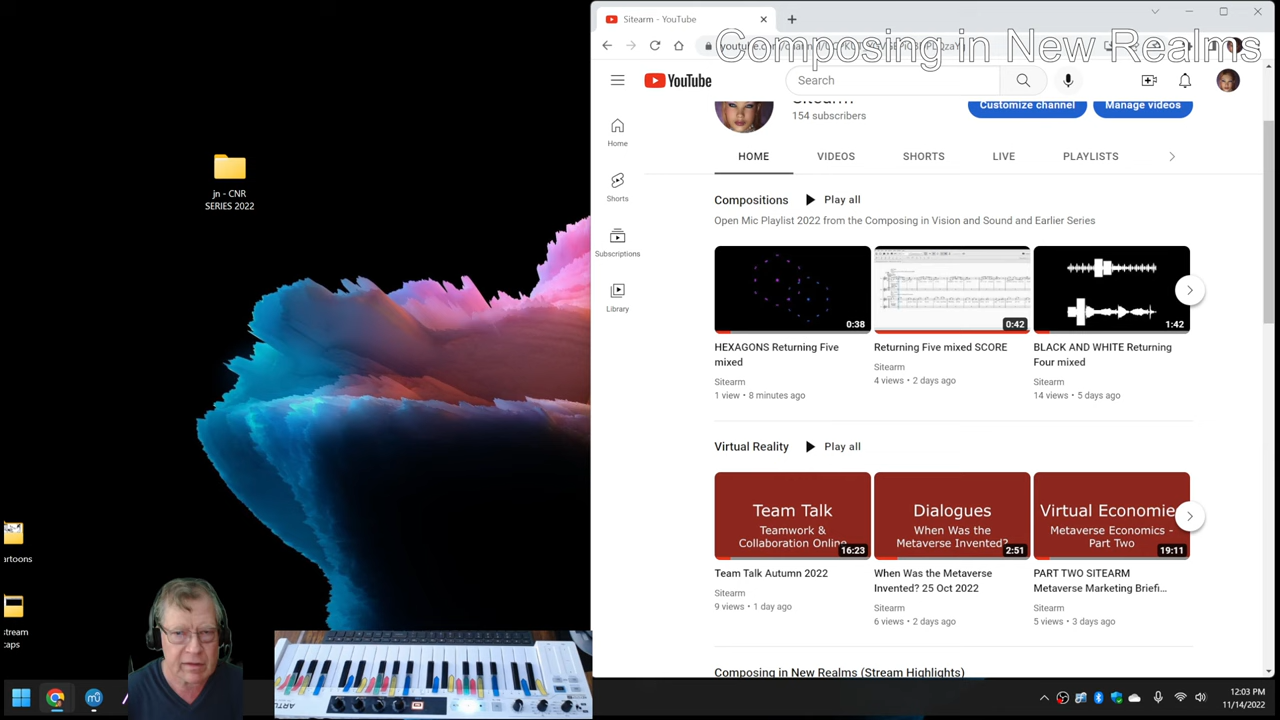 Sitearm - YouTube
Composing in New Realms
YouTube
Search
Sitearm
154 subscribers
Customize channel
Manage videos
Home
Shorts
Subscriptions
Library
HOME
VIDEOS
SHORTS
LIVE
PLAYLISTS
jn - CNR
SERIES 2022
Compositions
Play all
Open Mic Playlist 2022 from the Composing in Vision and Sound and Earlier Series
0:38
0:42
1:42
HEXAGONS Returning Five
mixed
Sitearm
1 view • 8 minutes ago
Returning Five mixed SCORE
Sitearm
4 views • 2 days ago
BLACK AND WHITE Returning
Four mixed
Sitearm
14 views • 5 days ago
Virtual Reality
Play all
Team Talk
Teamwork &
Collaboration Online
16:23
Dialogues
When Was the
Metaverse Invented?
2:51
Virtual Economie
Metaverse Economics -
Part Two
19:11
Team Talk Autumn 2022
Sitearm
9 views • 1 day ago
When Was the Metaverse
Invented? 25 Oct 2022
Sitearm
6 views • 2 days ago
PART TWO SITEARM
Metaverse Marketing Briefi...
Sitearm
5 views • 3 days ago
Composing in New Realms (Stream Highlights)
artoons
stream
caps
ARTU
12:03 PM
11/14/2022